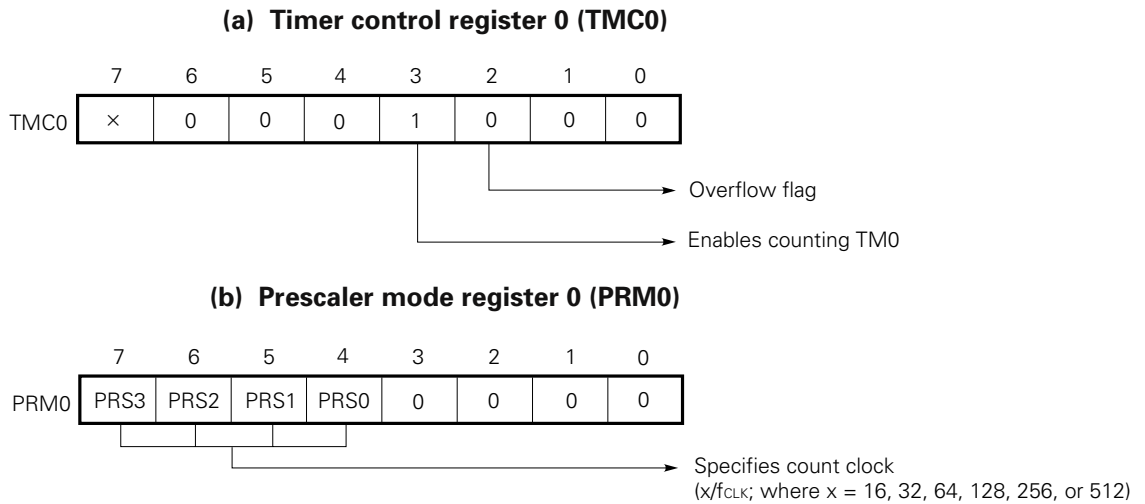 (a) Timer control register 0 (TMC0)
7 6 5 4 3 2 1 0
TMC0 × 0 0 0 1 0 0 0
Overflow flag
Enables counting TM0
(b) Prescaler mode register 0 (PRM0)
7 6 5 4 3 2 1 0
PRM0 PRS3 PRS2 PRS1 PRS0 0 0 0 0
Specifies count clock
(x/fCLK; where x = 16, 32, 64, 128, 256, or 512)